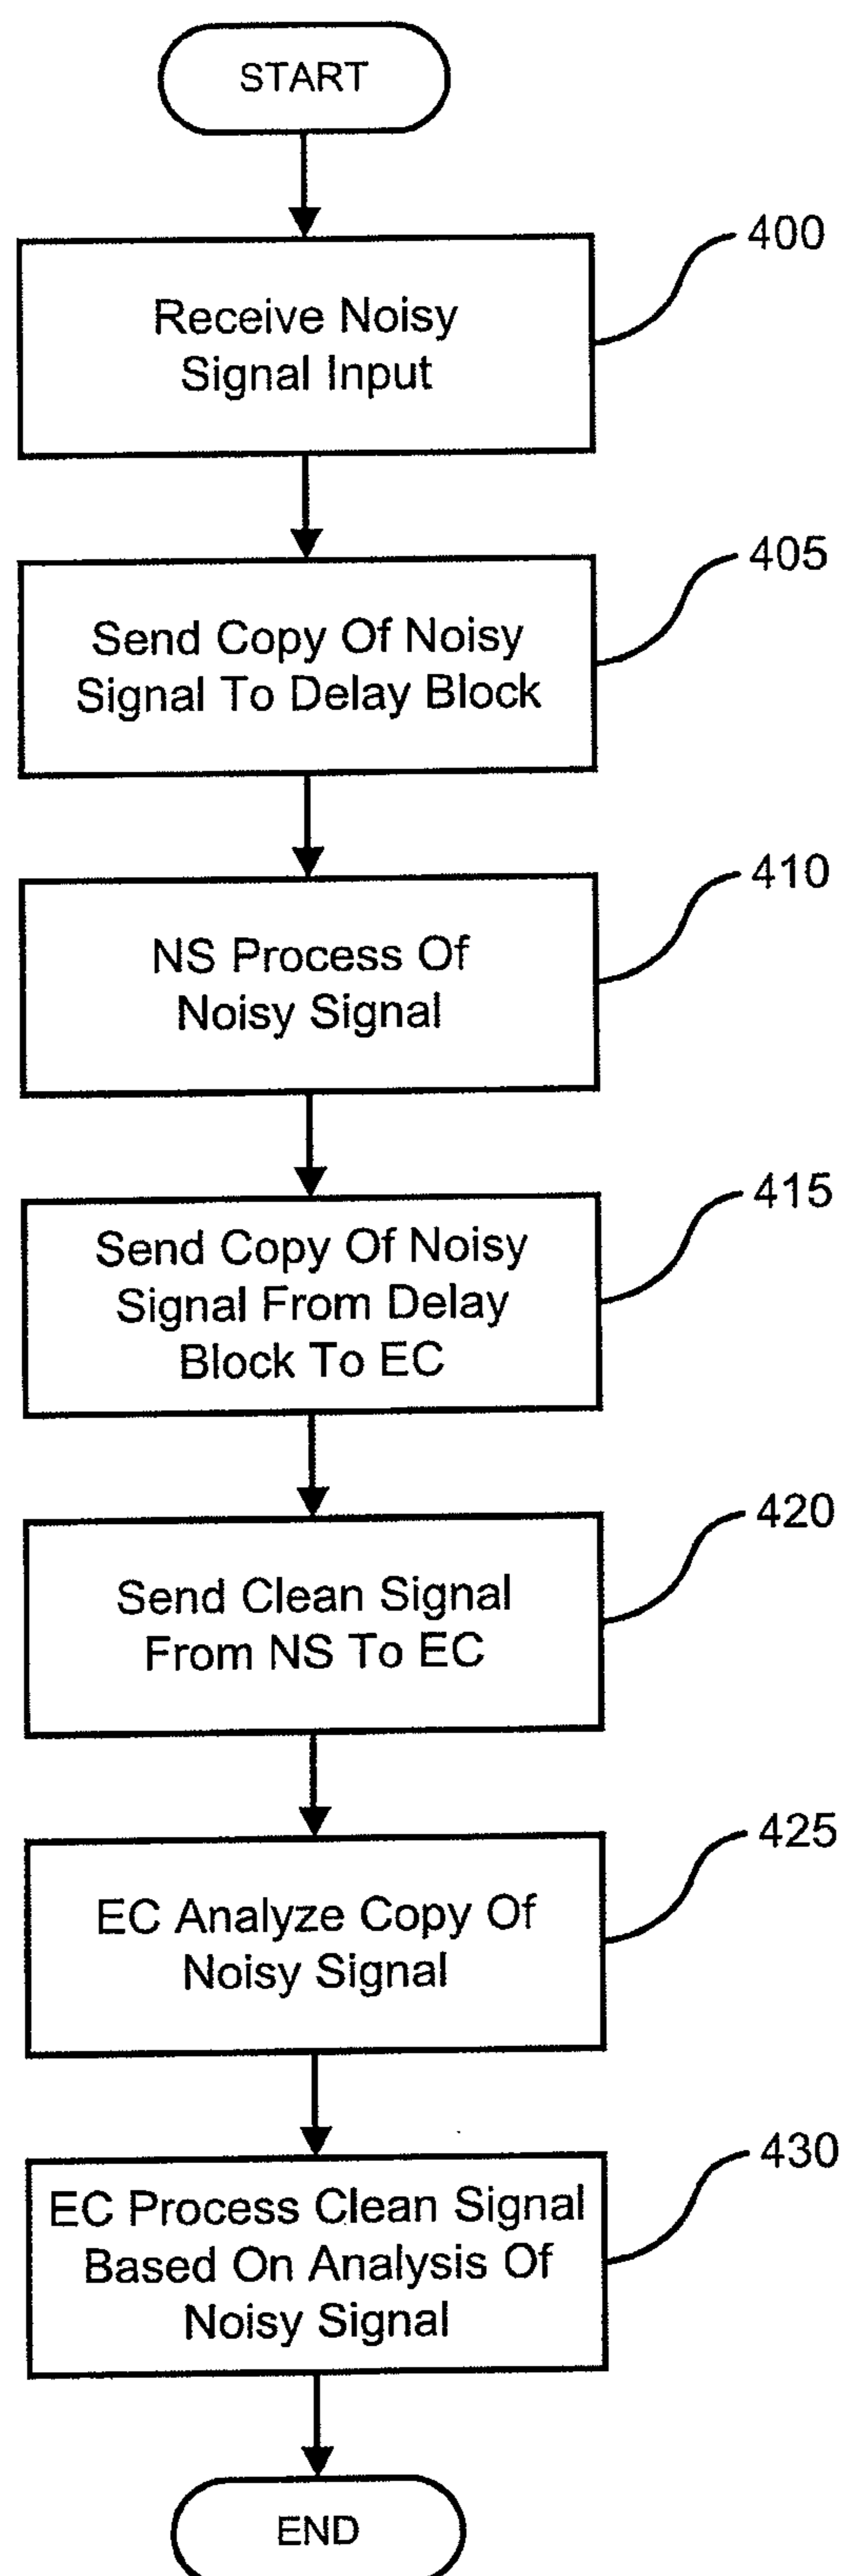 START
400
Receive Noisy
Signal Input
405
Send Copy Of Noisy
Signal To Delay Block
410
NS Process Of
Noisy Signal
415
Send Copy Of Noisy
Signal From Delay
Block To EC
420
Send Clean Signal
From NS To EC
425
EC Analyze Copy Of
Noisy Signal
430
EC Process Clean Signal
Based On Analysis Of
Noisy Signal
END